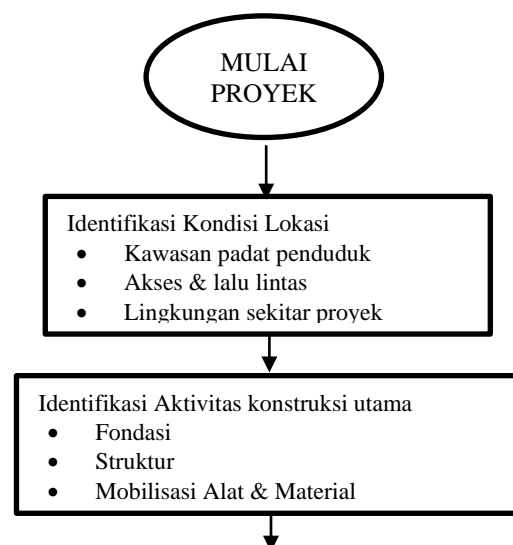 MULAI
PROYEK
Identifikasi Kondisi Lokasi
• Kawasan padat penduduk
• Akses & lalu lintas
• Lingkungan sekitar proyek
Identifikasi Aktivitas konstruksi utama
• Fondasi
• Struktur
• Mobilisasi Alat & Material